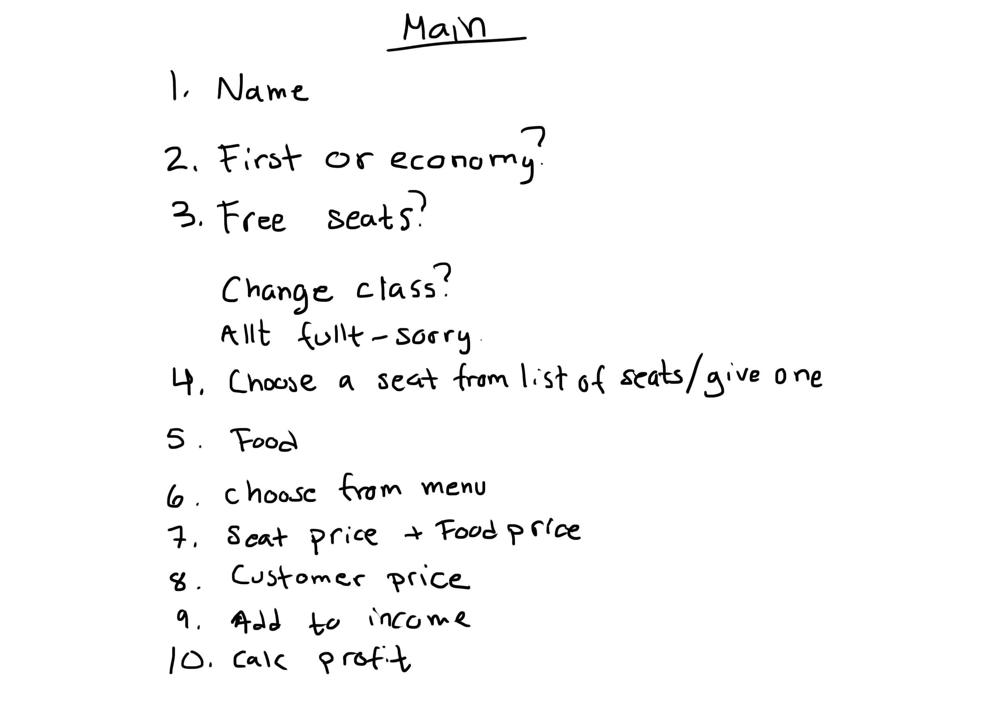 Main
1. Name
2. First or economy?
3. Free seats?
Change class?
Allt fullt - soory.
4. Choose a seat from list of seats/give one
5. Food
6. choose from menu
7. Seat price + Food price
8. Customer price
9. Add to income
10. calc profit